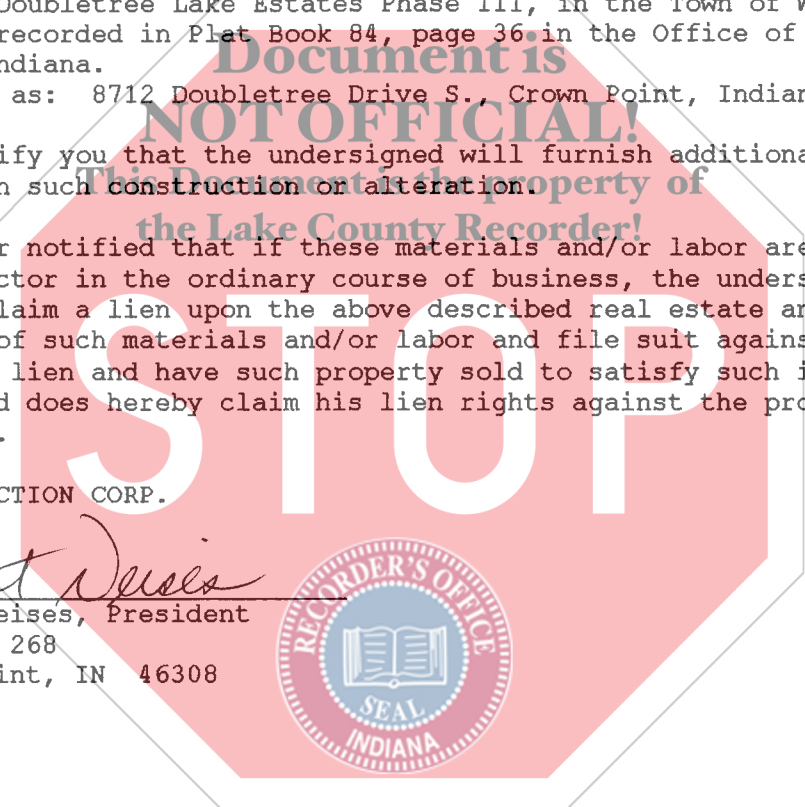 Doubletree Lake Estates Phase III, in the Town of W
recorded in Plat Book 84, page 36 in the Office of
ndiana.
Document is
as: 8712 Doubletree Drive S., Crown Point, Indian
NOT OFFICIAL!
ify you that the undersigned will furnish additiona
This Document is the property of
n such construction or alteration.
the Lake County Recorder!
r notified that if these materials and/or labor are
ctor in the ordinary course of business, the unders
laim a lien upon the above described real estate an
of such materials and/or labor and file suit agains
lien and have such property sold to satisfy such i
d does hereby claim his lien rights against the pro
.
STOP
CTION CORP.
eises, President
268
int, IN 46308
RECORDER'S OFFICE
SEAL
INDIANA